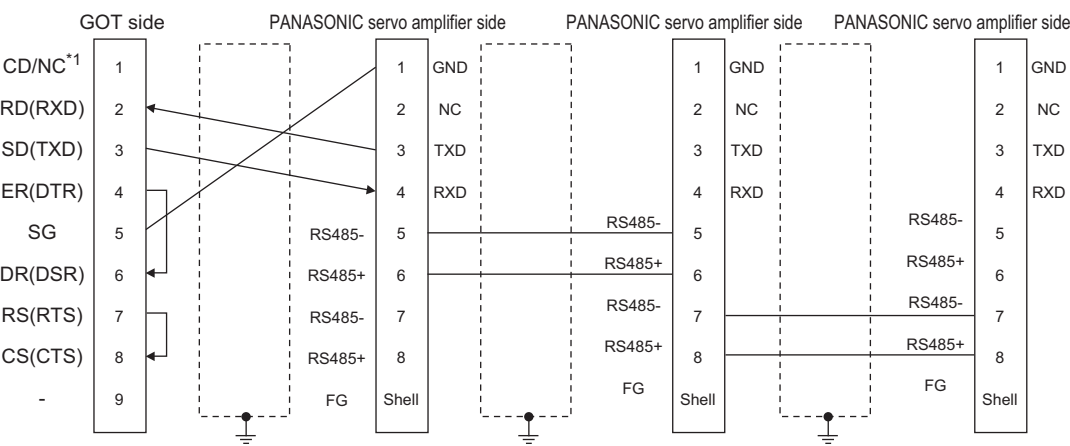 GOT side PANASONIC servo amplifier side PANASONIC servo amplifier side PANASONIC servo amplifier side
CD/NC*1 1 1 GND 1 GND 1 GND
RD(RXD) 2 2 NC 2 NC 2 NC
SD(TXD) 3 3 TXD 3 TXD 3 TXD
ER(DTR) 4 4 RXD 4 RXD 4 RXD
SG 5 RS485- 5 RS485- 5 RS485- 5
DR(DSR) 6 RS485+ 6 RS485+ 6 RS485+ 6
RS(RTS) 7 RS485- 7 RS485- 7 RS485- 7
CS(CTS) 8 RS485+ 8 RS485+ 8 RS485+ 8
- 9 FG Shell FG Shell FG Shell